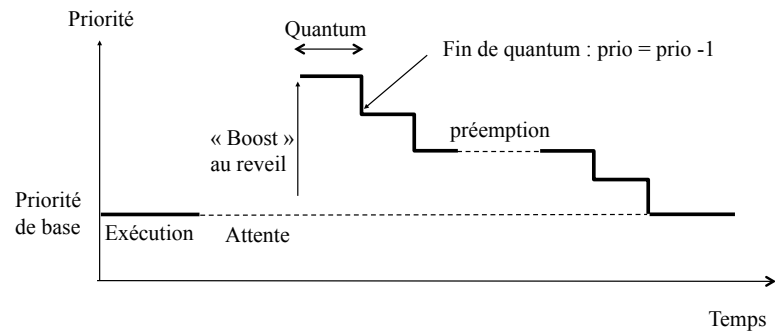 Priorité
Quantum
Fin de quantum : prio = prio -1
« Boost »
au reveil
préemption
Priorité
de base
Exécution
Attente
Temps